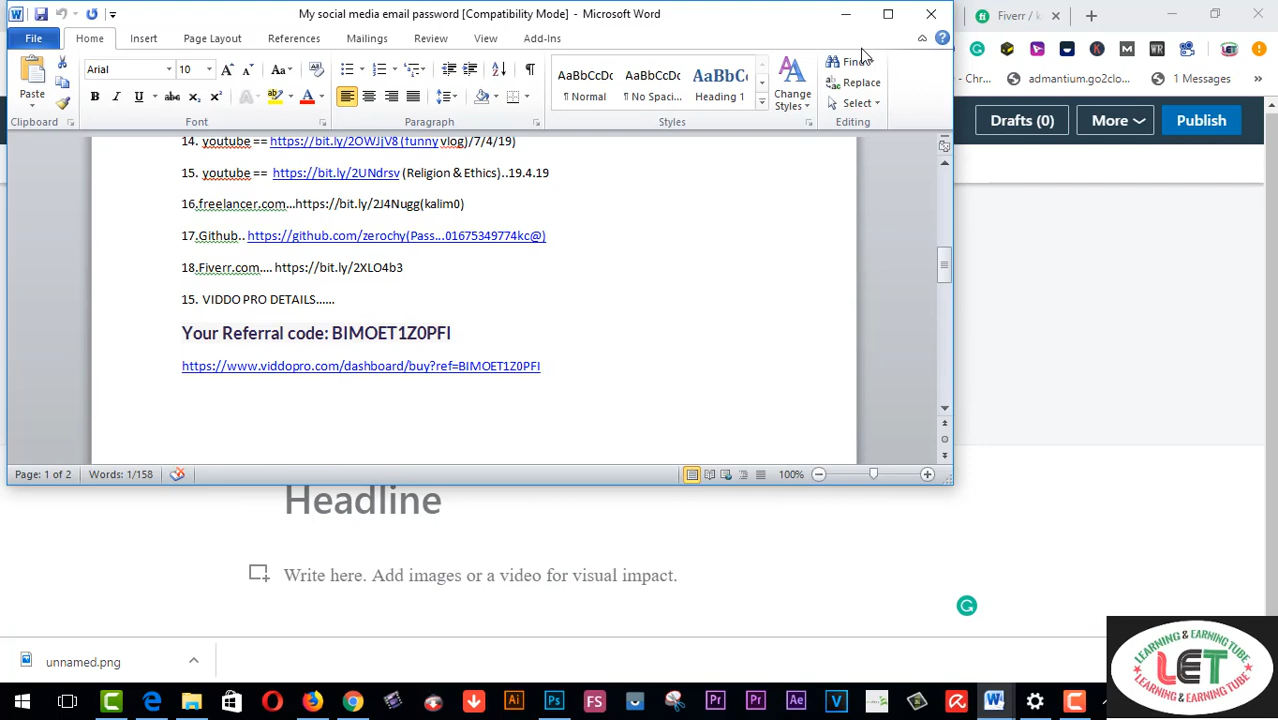 My social media email password [Compatibility Mode] - Microsoft Word
Fiverr / k
File Home Insert Page Layout References Mailings Review View Add-Ins
Paste
Arial 10
AaBbCcDc AaBbCcDc AaBbC
¶ Normal ¶ No Spaci... Heading 1
Change Styles
Find
Replace
Select
Clipboard Font Paragraph Styles Editing
Chr...
admantium.go2cloud
1 Messages
Drafts (0) More Publish
14. youtube == https://bit.ly/2OWJjV8 (funny vlog)/7/4/19)
15. youtube == https://bit.ly/2UNdrsv (Religion & Ethics)..19.4.19
16.freelancer.com...https://bit.ly/2J4Nugg(kalim0)
17.Github.. https://github.com/zerochy(Pass...01675349774kc@)
18.Fiverr.com.... https://bit.ly/2XLO4b3
15. VIDDO PRO DETAILS......
Your Referral code: BIMOET1Z0PFI
https://www.viddopro.com/dashboard/buy?ref=BIMOET1Z0PFI
Page: 1 of 2 Words: 1/158 100%
Headline
Write here. Add images or a video for visual impact.
unnamed.png
LEARNING & EARNING TUBE
LET
LEARNING & EARNING TUBE